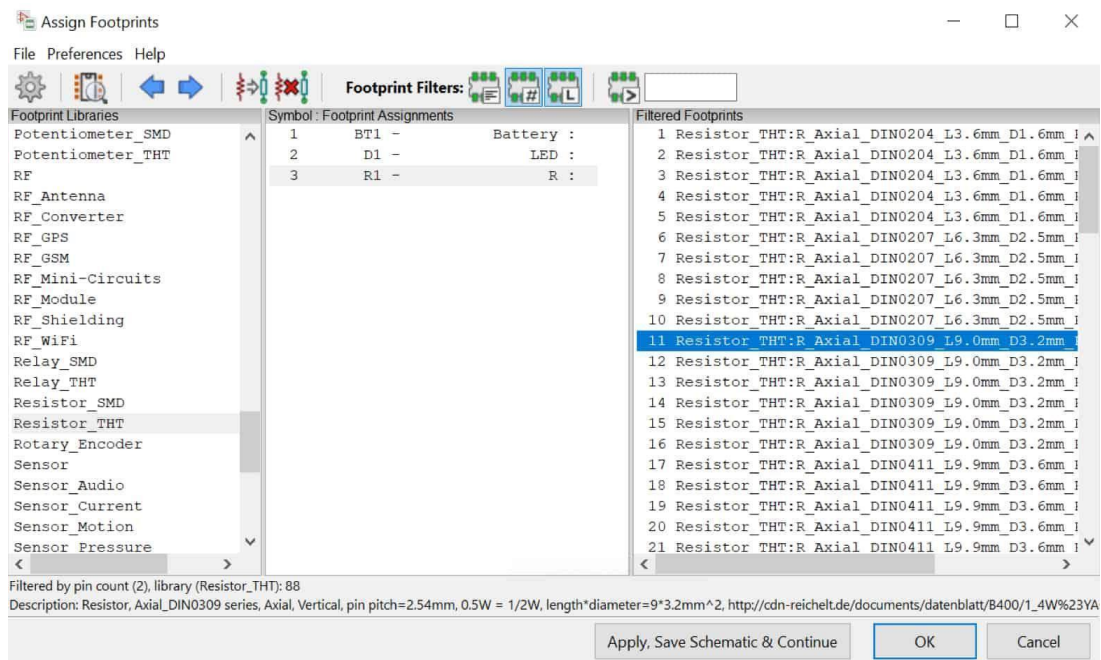 Assign Footprints
File Preferences Help
Footprint Filters:
Footprint Libraries
Potentiometer_SMD
Potentiometer_THT
RF
RF_Antenna
RF_Converter
RF_GPS
RF_GSM
RF_Mini-Circuits
RF_Module
RF_Shielding
RF_WiFi
Relay_SMD
Relay_THT
Resistor_SMD
Resistor_THT
Rotary_Encoder
Sensor
Sensor_Audio
Sensor_Current
Sensor_Motion
Sensor_Pressure
Symbol : Footprint Assignments
1 BT1 - Battery :
2 D1 - LED :
3 R1 - R :
Filtered Footprints
1 Resistor_THT:R_Axial_DIN0204_L3.6mm_D1.6mm_
2 Resistor_THT:R_Axial_DIN0204_L3.6mm_D1.6mm_
3 Resistor_THT:R_Axial_DIN0204_L3.6mm_D1.6mm_
4 Resistor_THT:R_Axial_DIN0204_L3.6mm_D1.6mm_
5 Resistor_THT:R_Axial_DIN0204_L3.6mm_D1.6mm_
6 Resistor_THT:R_Axial_DIN0207_L6.3mm_D2.5mm_
7 Resistor_THT:R_Axial_DIN0207_L6.3mm_D2.5mm_
8 Resistor_THT:R_Axial_DIN0207_L6.3mm_D2.5mm_
9 Resistor_THT:R_Axial_DIN0207_L6.3mm_D2.5mm_
10 Resistor_THT:R_Axial_DIN0207_L6.3mm_D2.5mm_
11 Resistor_THT:R_Axial_DIN0309_L9.0mm_D3.2mm_
12 Resistor_THT:R_Axial_DIN0309_L9.0mm_D3.2mm_
13 Resistor_THT:R_Axial_DIN0309_L9.0mm_D3.2mm_
14 Resistor_THT:R_Axial_DIN0309_L9.0mm_D3.2mm_
15 Resistor_THT:R_Axial_DIN0309_L9.0mm_D3.2mm_
16 Resistor_THT:R_Axial_DIN0309_L9.0mm_D3.2mm_
17 Resistor_THT:R_Axial_DIN0411_L9.9mm_D3.6mm_
18 Resistor_THT:R_Axial_DIN0411_L9.9mm_D3.6mm_
19 Resistor_THT:R_Axial_DIN0411_L9.9mm_D3.6mm_
20 Resistor_THT:R_Axial_DIN0411_L9.9mm_D3.6mm_
21 Resistor_THT:R_Axial_DIN0411_L9.9mm_D3.6mm_
Filtered by pin count (2), library (Resistor_THT): 88
Description: Resistor, Axial_DIN0309 series, Axial, Vertical, pin pitch=2.54mm, 0.5W = 1/2W, length*diameter=9*3.2mm^2, http://cdn-reichelt.de/documents/datenblatt/B400/1_4W%23YA
Apply, Save Schematic & Continue
OK
Cancel